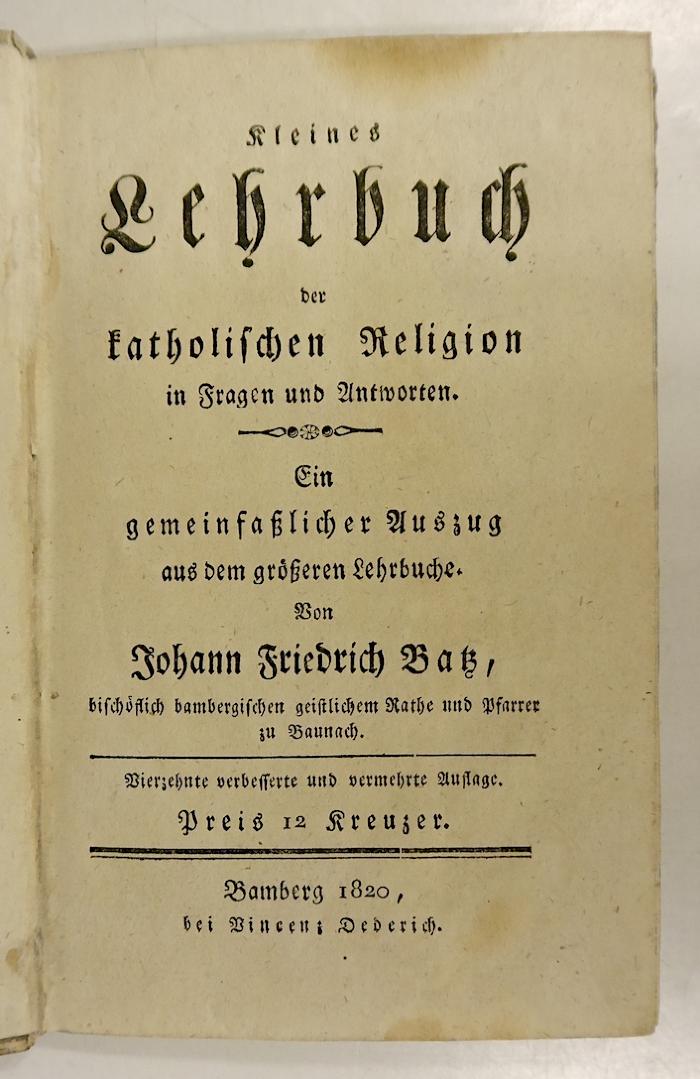 Kleines
Lehrbuch
der
katholischen Religion
in Fragen und Antworten.
Ein
gemeinfaßlicher Auszug
aus dem größeren Lehrbuche.
Von
Johann Friedrich Batz,
bischöflich bambergischen geistlichem Rathe und Pfarrer
zu Baunach.
Vierzehnte verbesserte und vermehrte Auflage.
Preis 12 Kreuzer.
Bamberg 1820,
bei Vincenz Dederich.